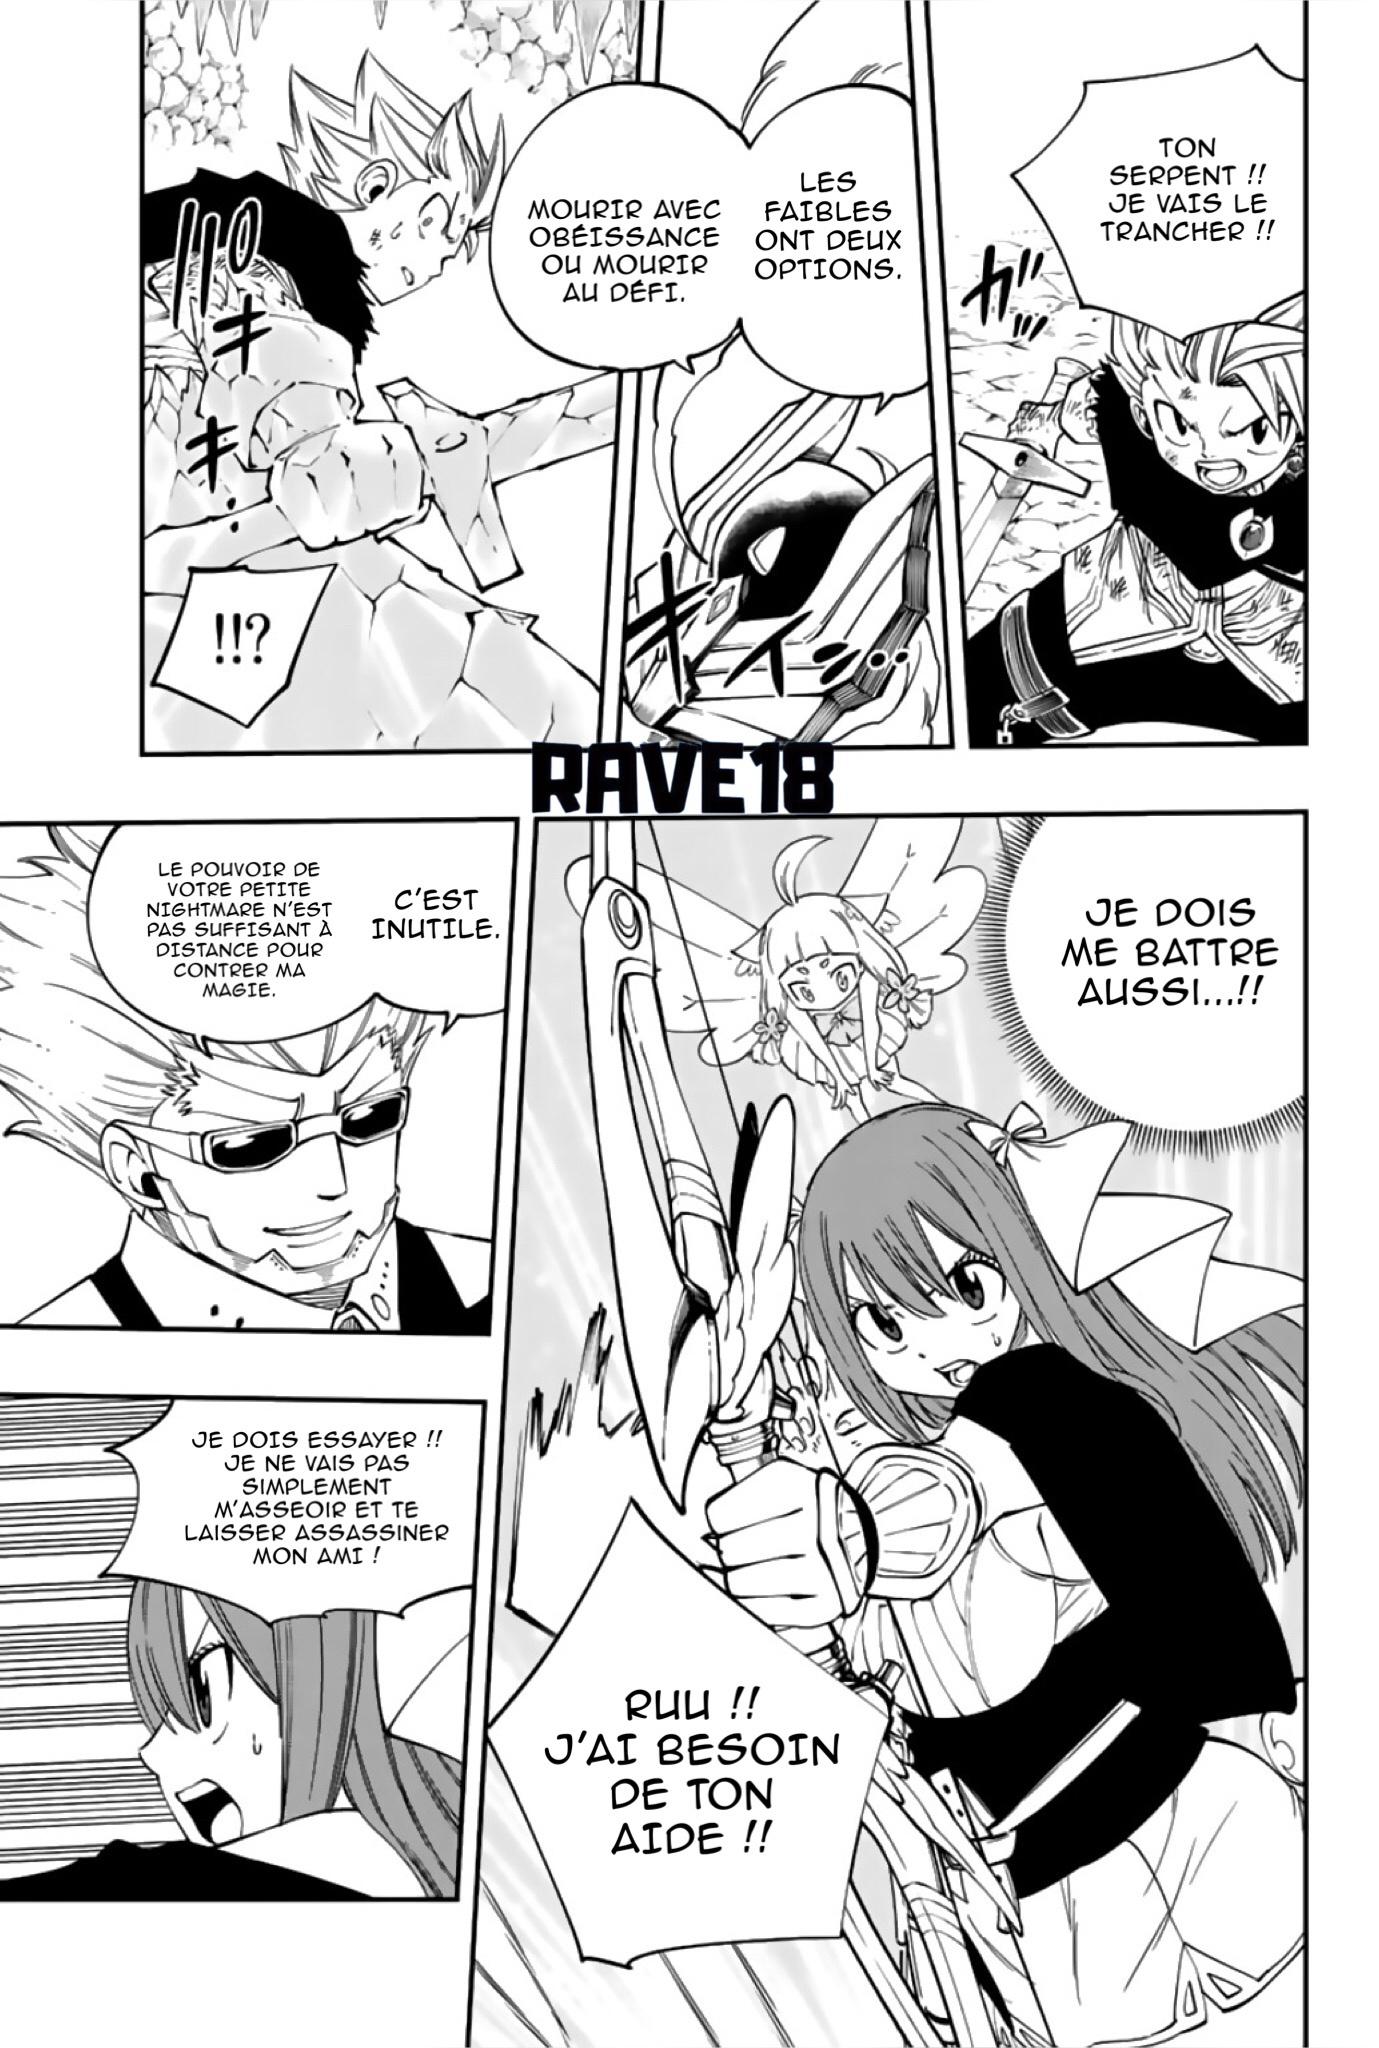 TON
SERPENT !!
JE VAIS LE
TRANCHER !!
ガギ
LES
FAIBLES
ONT DEUX
OPTIONS.
MOURIR AVEC
OBÉISSANCE
OU MOURIR
AU DÉFI.
!!?
RAVE18
JE DOIS
ME BATTRE
AUSSI...!!
RUU !!
J'AI BESOIN
DE TON
AIDE !!
C'EST
INUTILE.
LE POUVOIR DE
VOTRE PETITE
NIGHTMARE N'EST
PAS SUFFISANT À
DISTANCE POUR
CONTRER MA
MAGIE.
JE DOIS ESSAYER !!
JE NE VAIS PAS
SIMPLEMENT
M'ASSEOIR ET TE
LAISSER ASSASSINER
MON AMI !